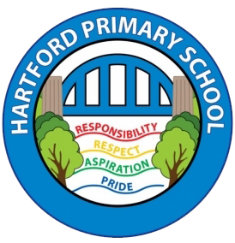 HARTFORD PRIMARY SCHOOL
RESPONSIBILITY
RESPECT
ASPIRATION
PRIDE